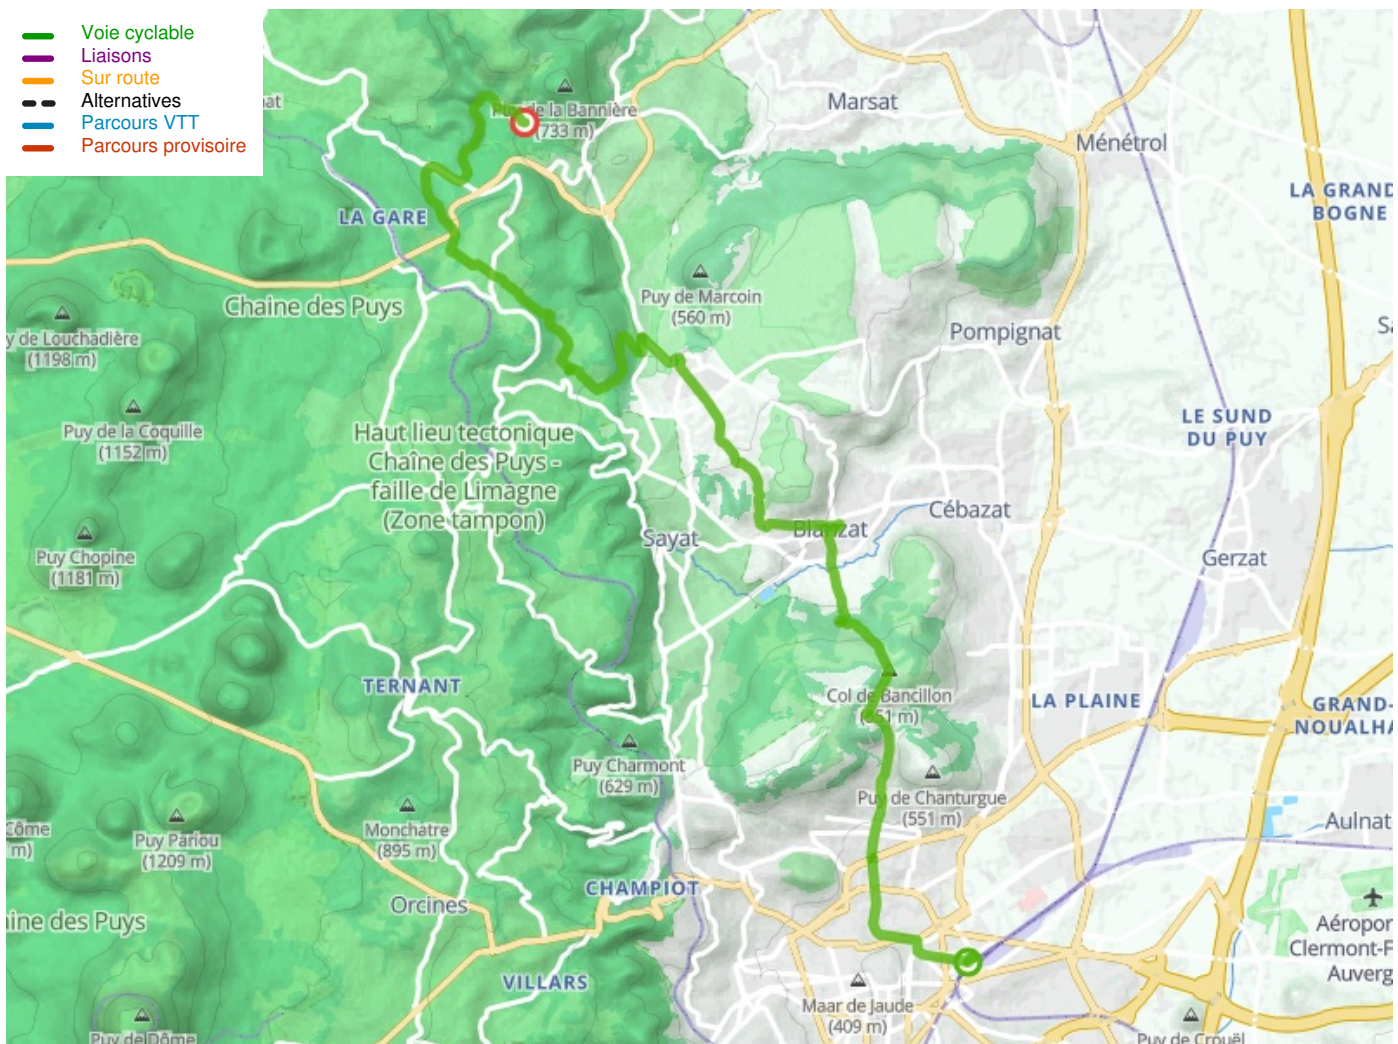 Voie cyclable
Liaisons
Sur route
Alternatives
Parcours VTT
Parcours provisoire
de la Bannière
(733 m)
Marsat
Ménétrol
LA GRAND
BOGNE
LA GARE
Chaine des Puys
Puy de Marcoin
(560 m)
Pompignat
y de Louchadière
(1198 m)
Puy de la Coquille
(1152 m)
Haut lieu tectonique
Chaîne des Puys -
faille de Limagne
(Zone tampon)
LE SUND
DU PUY
Puy Chopine
(1181 m)
Sayat
Blanzat
Cébazat
Gerzat
TERNANT
Col de Bancillon
LA PLAINE
GRAND-
NOUALHA
Puy Charmont
(629 m)
Puy de Chanturgue
(551 m)
Côme
m)
Puy Pariou
(1209 m)
Monchatre
(895 m)
Aulnat
CHAMPIOT
Orcines
aine des Puys
Aéropor
Clermont-F
Auverg
VILLARS
Maar de Jaude
(409 m)
Puy de Dôme
Puy de Crouël